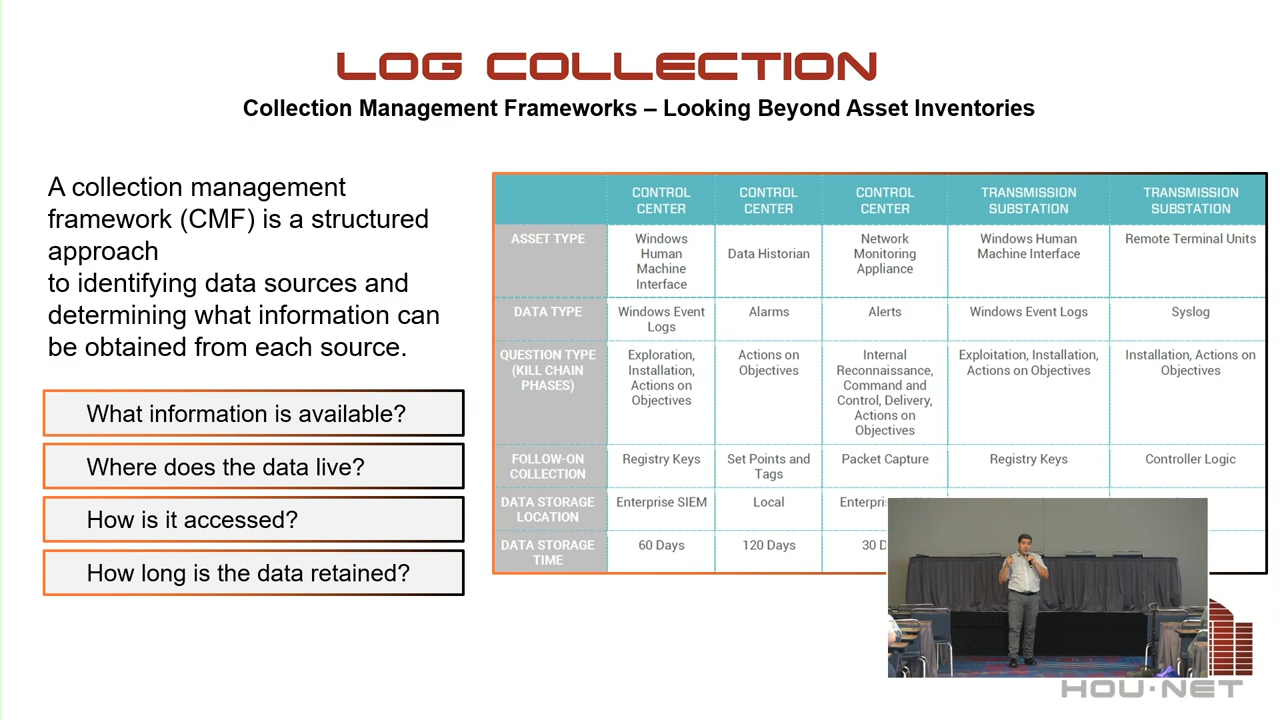 LOG COLLECTION
Collection Management Frameworks – Looking Beyond Asset Inventories
A collection management
framework (CMF) is a structured
approach
to identifying data sources and
determining what information can
be obtained from each source.
What information is available?
Where does the data live?
How is it accessed?
How long is the data retained?
CONTROL
CENTER
CONTROL
CENTER
CONTROL
CENTER
TRANSMISSION
SUBSTATION
TRANSMISSION
SUBSTATION
ASSET TYPE
Windows
Human
Machine
Interface
Data Historian
Network
Monitoring
Appliance
Windows Human
Machine Interface
Remote Terminal Units
DATA TYPE
Windows Event
Logs
Alarms
Alerts
Windows Event Logs
Syslog
QUESTION TYPE
(KILL CHAIN
PHASES)
Exploration,
Installation,
Actions on
Objectives
Actions on
Objectives
Internal
Reconnaissance,
Command and
Control, Delivery,
Actions on
Objectives
Exploitation, Installation,
Actions on Objectives
Installation, Actions on
Objectives
FOLLOW-ON
COLLECTION
Registry Keys
Set Points and
Tags
Packet Capture
Registry Keys
Controller Logic
DATA STORAGE
LOCATION
Enterprise SIEM
Local
DATA STORAGE
TIME
60 Days
120 Days
30
HOU·NET